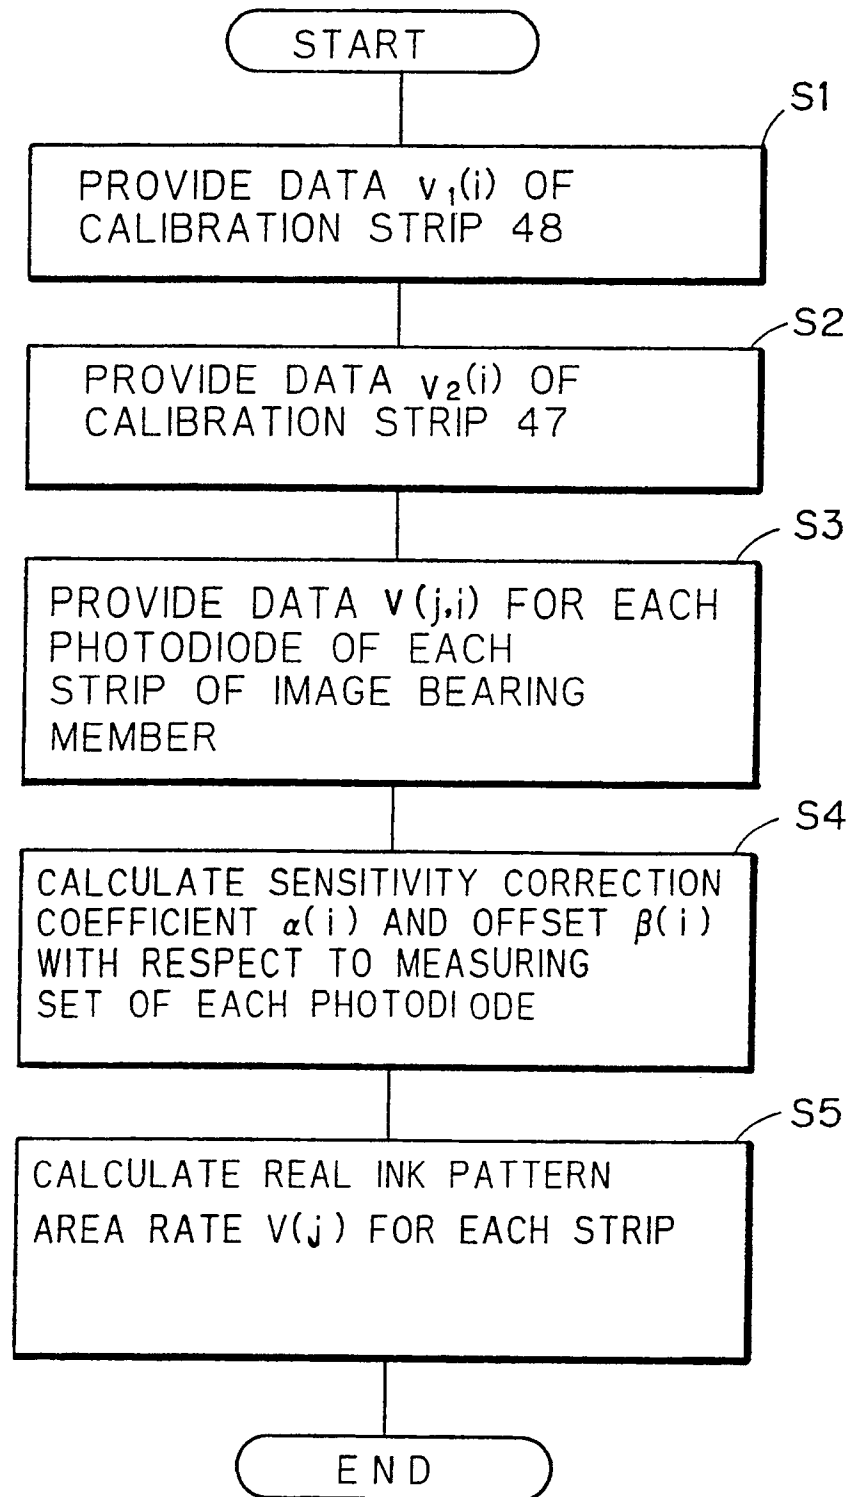 START
S1
PROVIDE DATA v₁(i) OF
CALIBRATION STRIP 48
S2
PROVIDE DATA v₂(i) OF
CALIBRATION STRIP 47
S3
PROVIDE DATA v(j,i) FOR EACH
PHOTODIODE OF EACH
STRIP OF IMAGE BEARING
MEMBER
S4
CALCULATE SENSITIVITY CORRECTION
COEFFICIENT α(i) AND OFFSET β(i)
WITH RESPECT TO MEASURING
SET OF EACH PHOTODIODE
S5
CALCULATE REAL INK PATTERN
AREA RATE V(j) FOR EACH STRIP
END